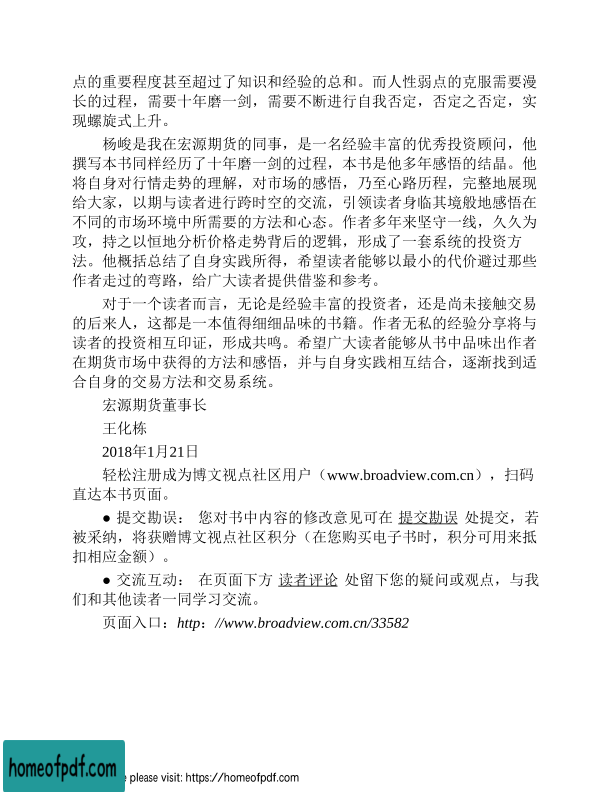 点的重要程度甚至超过了知识和经验的总和。而人性弱点的克服需要漫
长的过程，需要十年磨一剑，需要不断进行自我否定，否定之否定，实
现螺旋式上升。
杨峻是我在宏源期货的同事，是一名经验丰富的优秀投资顾问，他
撰写本书同样经历了十年磨一剑的过程，本书是他多年感悟的结晶。他
将自身对行情走势的理解，对市场的感悟，乃至心路历程，完整地展现
给大家，以期与读者进行跨时空的交流，引领读者身临其境般地感悟在
不同的市场环境中所需要的方法和心态。作者多年来坚守一线，久久为
攻，持之以恒地分析价格走势背后的逻辑，形成了一套系统的投资方
法。他概括总结了自身实践所得，希望读者能够以最小的代价避过那些
作者走过的弯路，给广大读者提供借鉴和参考。
对于一个读者而言，无论是经验丰富的投资者，还是尚未接触交易
的后来人，这都是一本值得细细品味的书籍。作者无私的经验分享将与
读者的投资相互印证，形成共鸣。希望广大读者能够从书中品味出作者
在期货市场中获得的方法和感悟，并与自身实践相互结合，逐渐找到适
合自身的交易方法和交易系统。
宏源期货董事长
王化栋
2018年1月21日
轻松注册成为博文视点社区用户（www.broadview.com.cn），扫码
直达本书页面。
● 提交勘误： 您对书中内容的修改意见可在 提交勘误 处提交，若
被采纳，将获赠博文视点社区积分（在您购买电子书时，积分可用来抵
扣相应金额）。
● 交流互动： 在页面下方 读者评论 处留下您的疑问或观点，与我
们和其他读者一同学习交流。
页面入口：http：//www.broadview.com.cn/33582
homeofpdf.com
please visit: https://homeofpdf.com